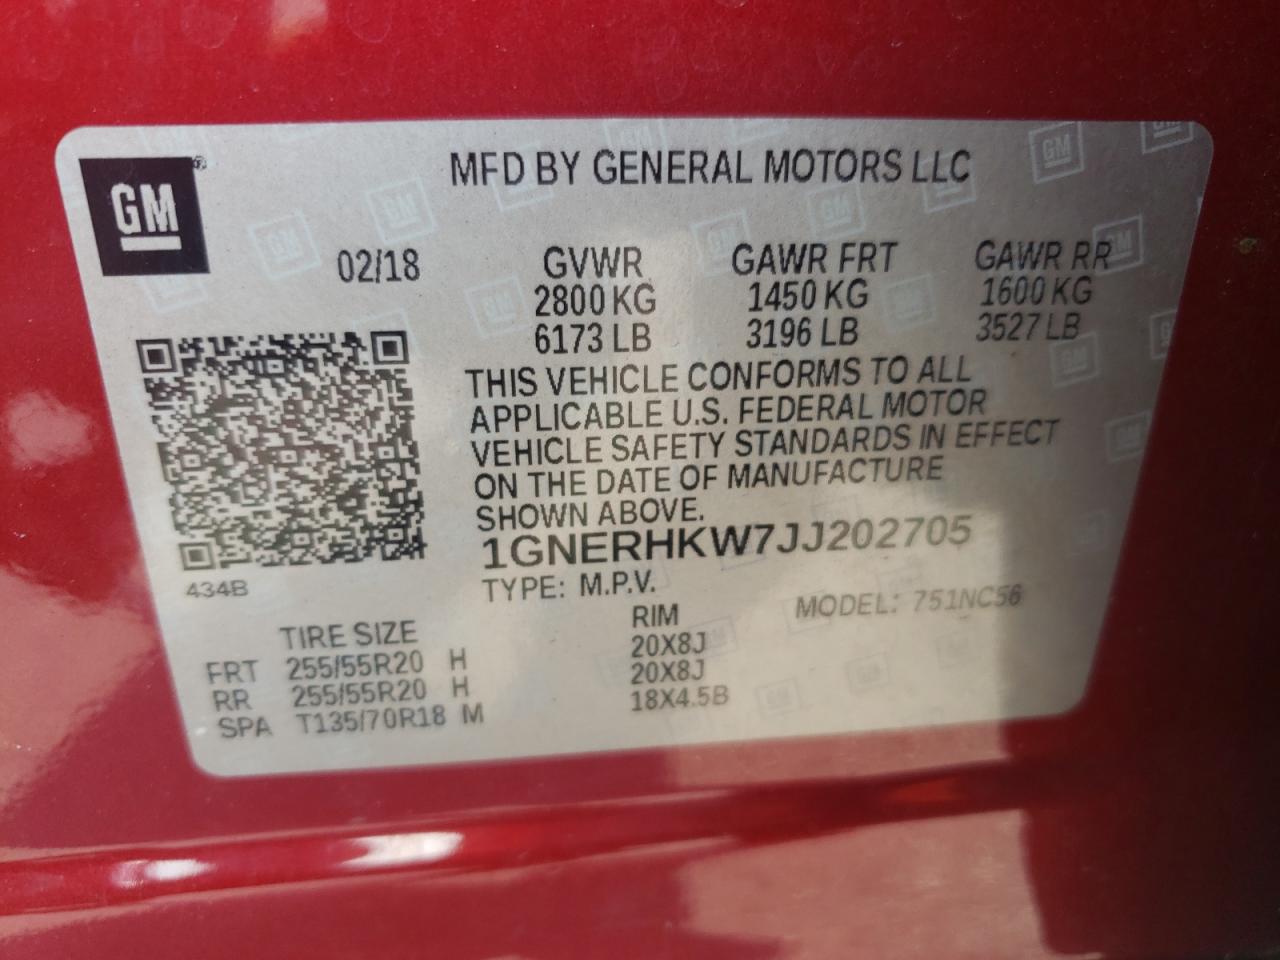 GM
MFD BY GENERAL MOTORS LLC
02/18 GVWR GAWR FRT GAWR RR
2800 KG 1450 KG 1600 KG
6173 LB 3196 LB 3527 LB
THIS VEHICLE CONFORMS TO ALL
APPLICABLE U.S. FEDERAL MOTOR
VEHICLE SAFETY STANDARDS IN EFFECT
ON THE DATE OF MANUFACTURE
SHOWN ABOVE.
1GNERHKW7JJ202705
434B
TYPE: M.P.V. MODEL: 751NC56
TIRE SIZE RIM
FRT 255/55R20 H 20X8J
RR 255/55R20 H 20X8J
SPA T135/70R18 M 18X4.5B